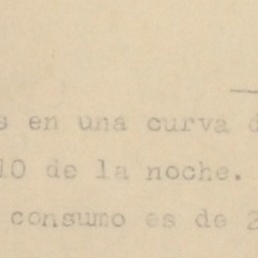 s en una curva d
10 de la noche.
consumo es de 2